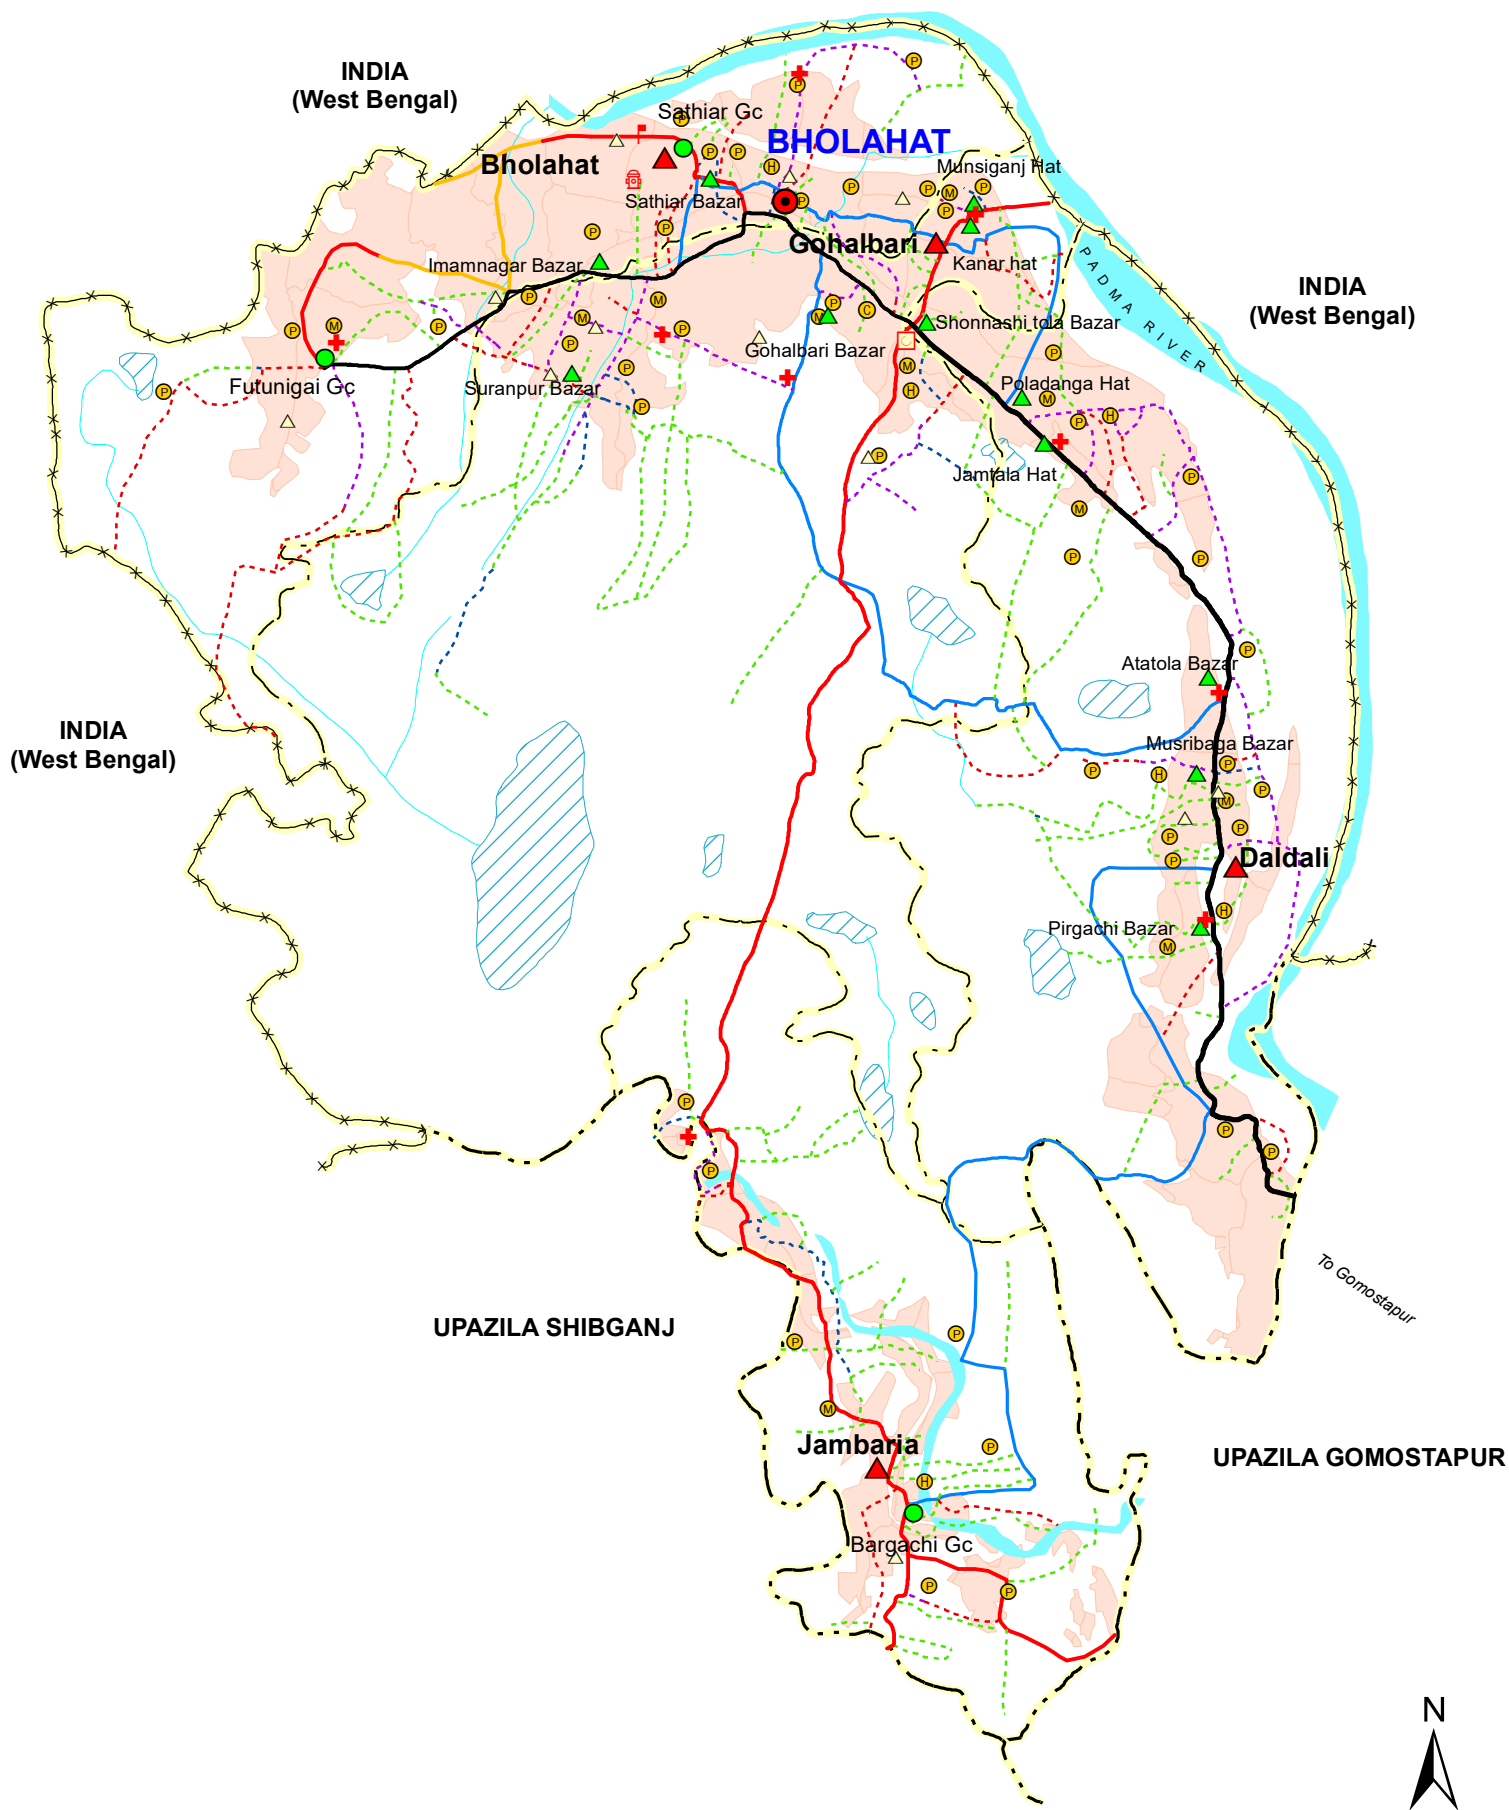 INDIA
(West Bengal)
Sathiar Gc
BHOLAHAT
Bholahat
Munsiganj Hat
Sathiar Bazar
Gohalbari
Imamnagar Bazar
Kanar hat
PADMA RIVER
INDIA
(West Bengal)
Shonnashi tola Bazar
Gohalbari Bazar
Futunigai Gc
Suranpur Bazar
Poladanga Hat
Jamtala Hat
Atatola Bazar
INDIA
(West Bengal)
Musribaga Bazar
Daldali
Pirgachi Bazar
To Gomostapur
UPAZILA SHIBGANJ
Jambaria
UPAZILA GOMOSTAPUR
Bargachi Gc
N